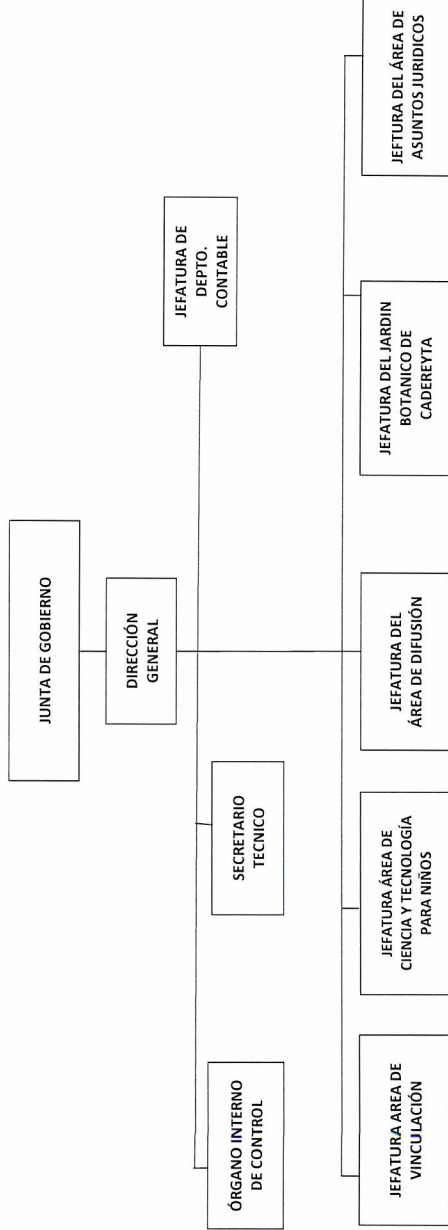 JUNTA DE GOBIERNO
DIRECCIÓN
GENERAL
JEFATURA DE
DEPTO.
CONTABLE
SECRETARIO
TECNICO
ÓRGANO INTERNO
DE CONTROL
JEFATURA AREA DE
VINCULACIÓN
JEFATURA ÁREA DE
CIENCIA Y TECNOLOGÍA
PARA NIÑOS
JEFATURA DEL
ÁREA DE DIFUSIÓN
JEFATURA DEL JARDIN
BOTANICO DE
CADEREYTA
JEFTURA DEL ÁREA DE
ASUNTOS JURIDICOS